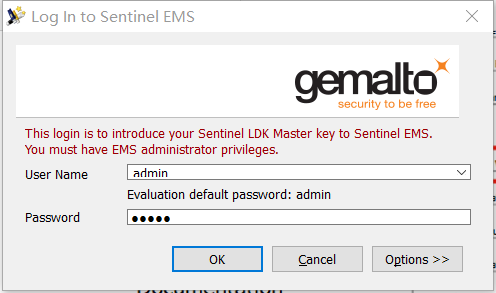 Log In to Sentinel EMS
gemalto
security to be free
This login is to introduce your Sentinel LDK Master key to Sentinel EMS.
You must have EMS administrator privileges.
User Name
admin
Evaluation default password: admin
Password
●●●●●
OK
Cancel
Options >>